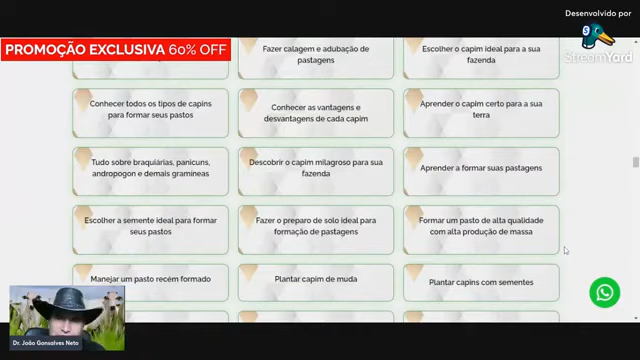 Desenvolvido por
StreamYard
PROMOÇÃO EXCLUSIVA 60% OFF
Fazer calagem e adubação de
pastagens
Escolher o capim ideal para a sua
fazenda
Conhecer todos os tipos de capins
para formar seus pastos
Conhecer as vantagens e
desvantagens de cada capim
Aprender o capim certo para a sua
terra
Tudo sobre braquiárias, panicuns,
andropogon e demais gramíneas
Descobrir o capim milagroso para sua
fazenda
Aprender a formar suas pastagens
Escolher a semente ideal para formar
seus pastos
Fazer o preparo de solo ideal para
formação de pastagens
Formar um pasto de alta qualidade
com alta produção de massa
Manejar um pasto recém formado
Plantar capim de muda
Plantar capins com sementes
Dr. João Gonsalves Neto